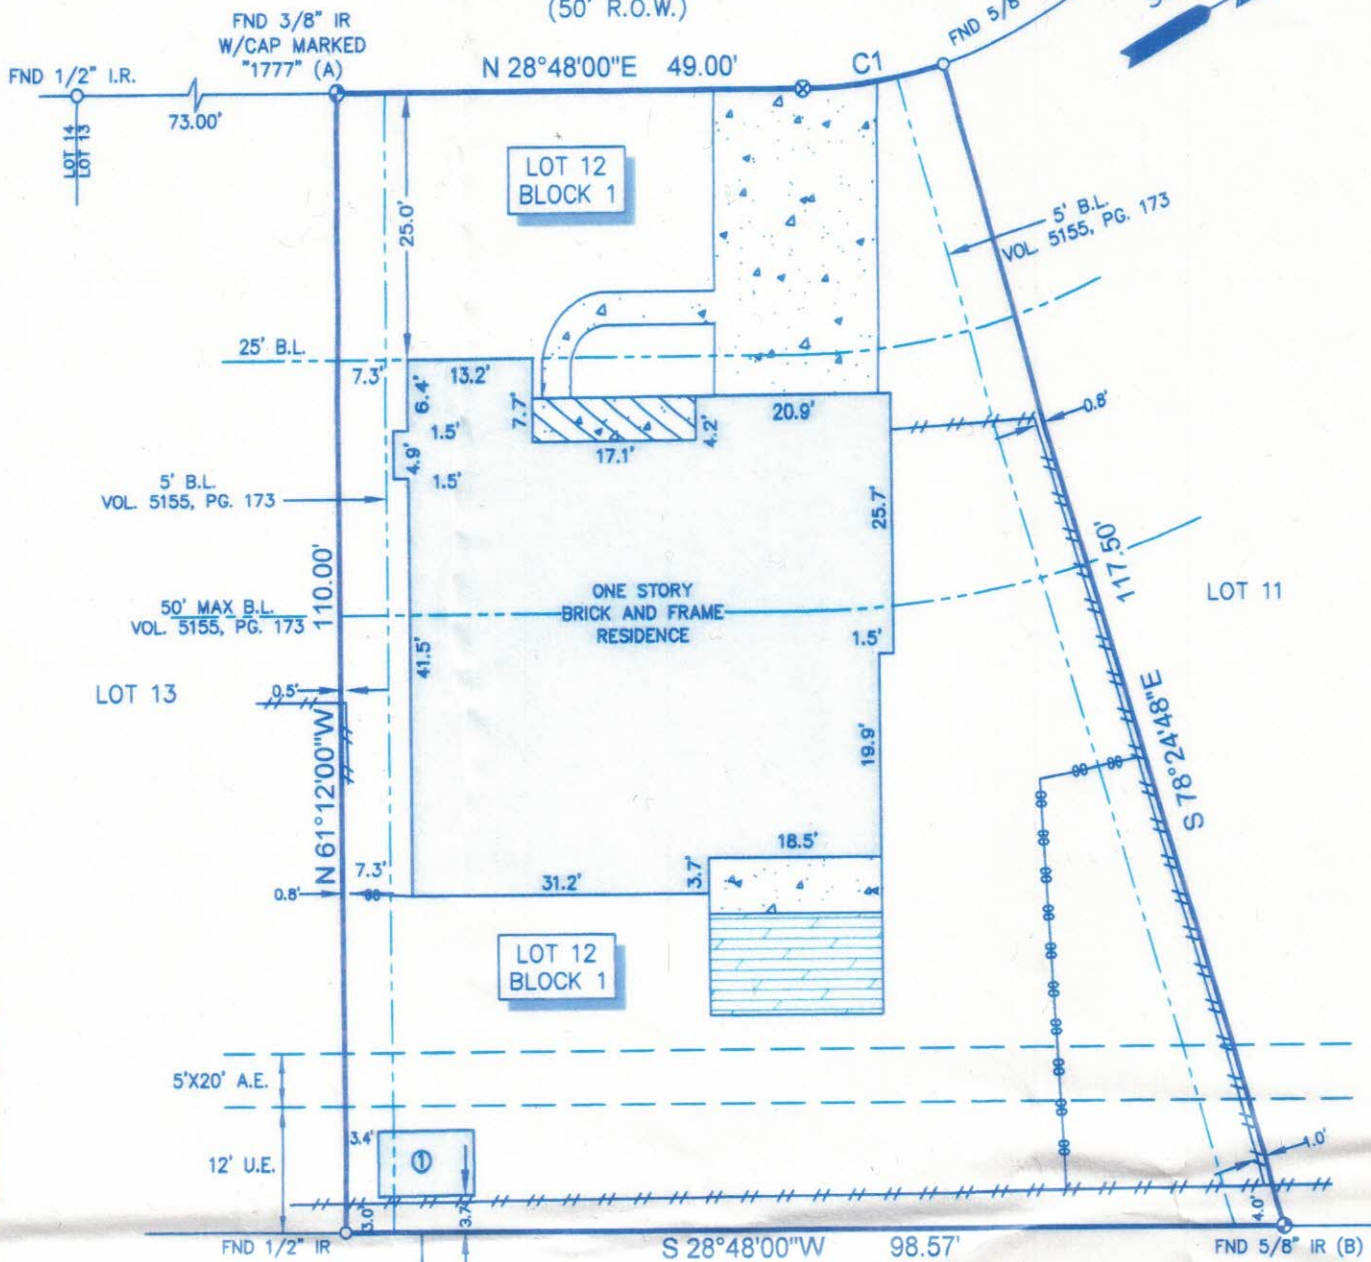 (50' R.O.W.)
FND 3/8" IR
W/CAP MARKED
"1777" (A)
FND 1/2" I.R.
N 28°48'00"E 49.00'
C1
FND 5/8"
73.00'
LOT 14
LOT 13
LOT 12
BLOCK 1
25.0'
5' B.L.
VOL. 5155, PG. 173
25' B.L.
7.3'
13.2'
6.4'
7.7'
1.5'
4.9'
1.5'
17.1'
4.2'
20.9'
0.8'
5' B.L.
VOL. 5155, PG. 173
25.7'
110.00'
117.50'
50' MAX B.L.
VOL. 5155, PG. 173
ONE STORY
BRICK AND FRAME
RESIDENCE
LOT 11
1.5'
41.5'
LOT 13
0.5'
N 61°12'00"W
19.9'
S 78°24'48"E
7.3'
0.8'
31.2'
3.7'
18.5'
LOT 12
BLOCK 1
5'X20' A.E.
12' U.E.
3.4'
1
3.0'
3.7'
1.0'
4.0'
FND 1/2" IR
S 28°48'00"W 98.57'
FND 5/8" IR (B)